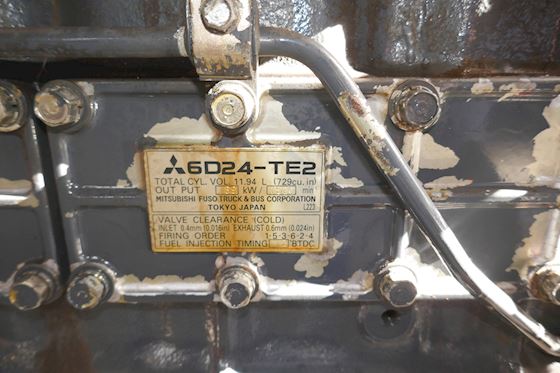 6D24-TE2
TOTAL CYL. VOL. 11.94 L (729cu. in)
OUT PUT kW / min
MITSUBISHI FUSO TRUCK & BUS CORPORATION
TOKYO JAPAN L223
VALVE CLEARANCE (COLD)
INLET 0.4mm (0.016in) EXHAUST 0.6mm (0.024in)
FIRING ORDER 1-5-3-6-2-4
FUEL INJECTION TIMING BTDC